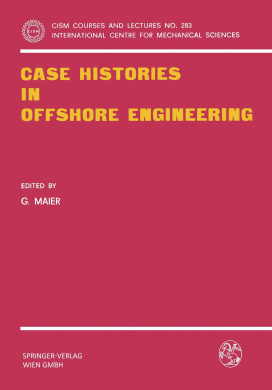 CISM
CISM COURSES AND LECTURES NO. 283
INTERNATIONAL CENTRE FOR MECHANICAL SCIENCES
CASE HISTORIES
IN
OFFSHORE ENGINEERING
EDITED BY
G. MAIER
SPRINGER-VERLAG
WIEN GMBH